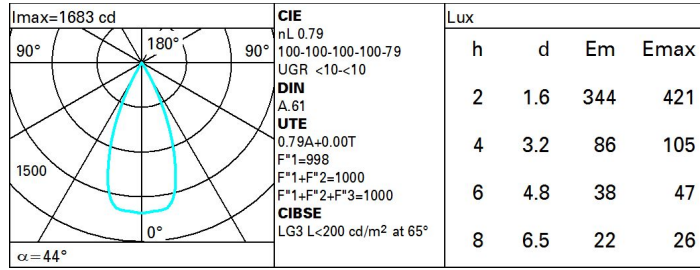 Imax=1683 cd
90°
180°
90°
1500
0°
α=44°
CIE
nL 0.79
100-100-100-100-79
UGR <10-<10
DIN
A.61
UTE
0.79A+0.00T
F"1=998
F"1+F"2=1000
F"1+F"2+F"3=1000
CIBSE
LG3 L<200 cd/m² at 65°
Lux
h d Em Emax
2 1.6 344 421
4 3.2 86 105
6 4.8 38 47
8 6.5 22 26